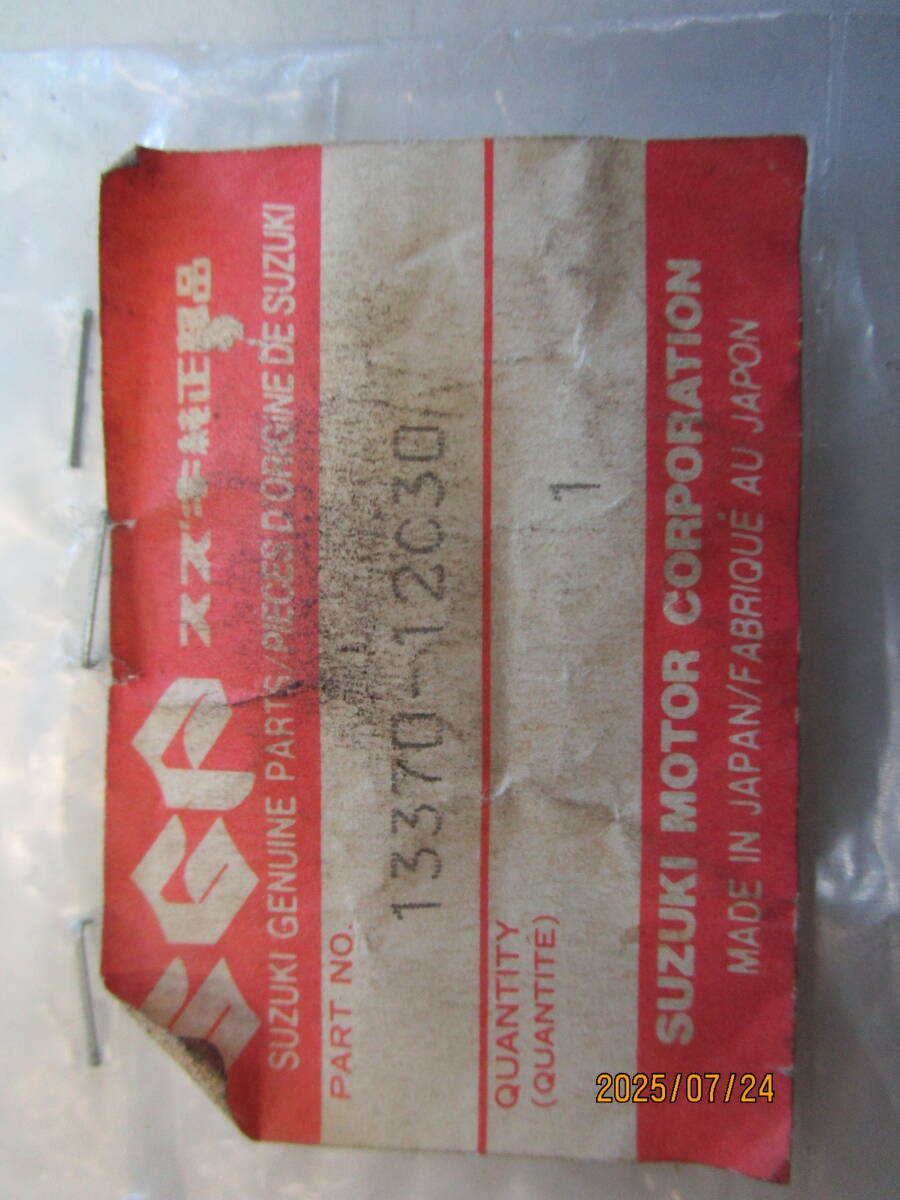 SGP スズキ純正部品
SUZUKI GENUINE PARTS/PIECES D'ORIGINE DE SUZUKI
PART NO.
13370-12C30
QUANTITY
(QUANTITÉ)
1
SUZUKI MOTOR CORPORATION
MADE IN JAPAN/FABRIQUÉ AU JAPON
2025/07/24